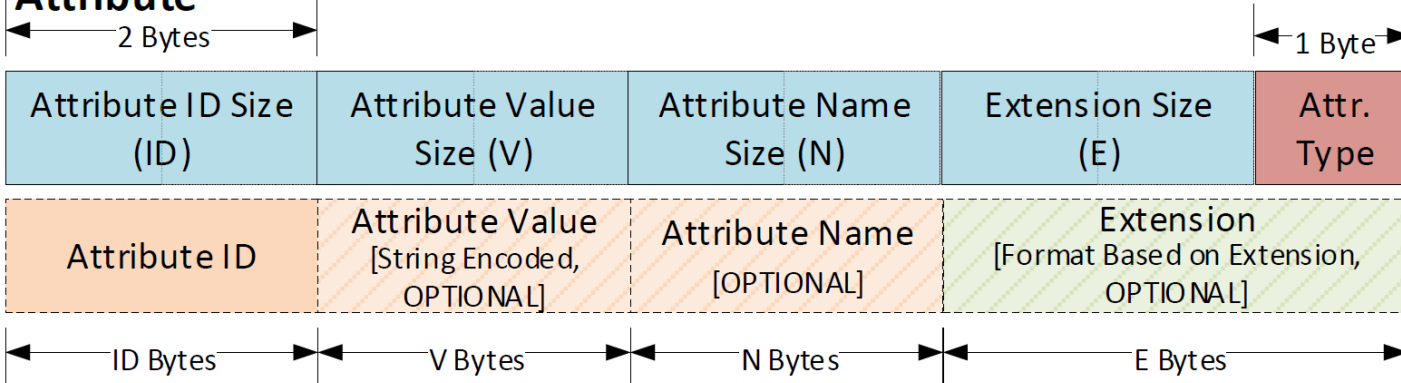 Attribute
2 Bytes
1 Byte
Attribute ID Size
(ID)
Attribute Value
Size (V)
Attribute Name
Size (N)
Extension Size
(E)
Attr.
Type
Attribute ID
Attribute Value
[String Encoded,
OPTIONAL]
Attribute Name
[OPTIONAL]
Extension
[Format Based on Extension,
OPTIONAL]
ID Bytes
V Bytes
N Bytes
E Bytes